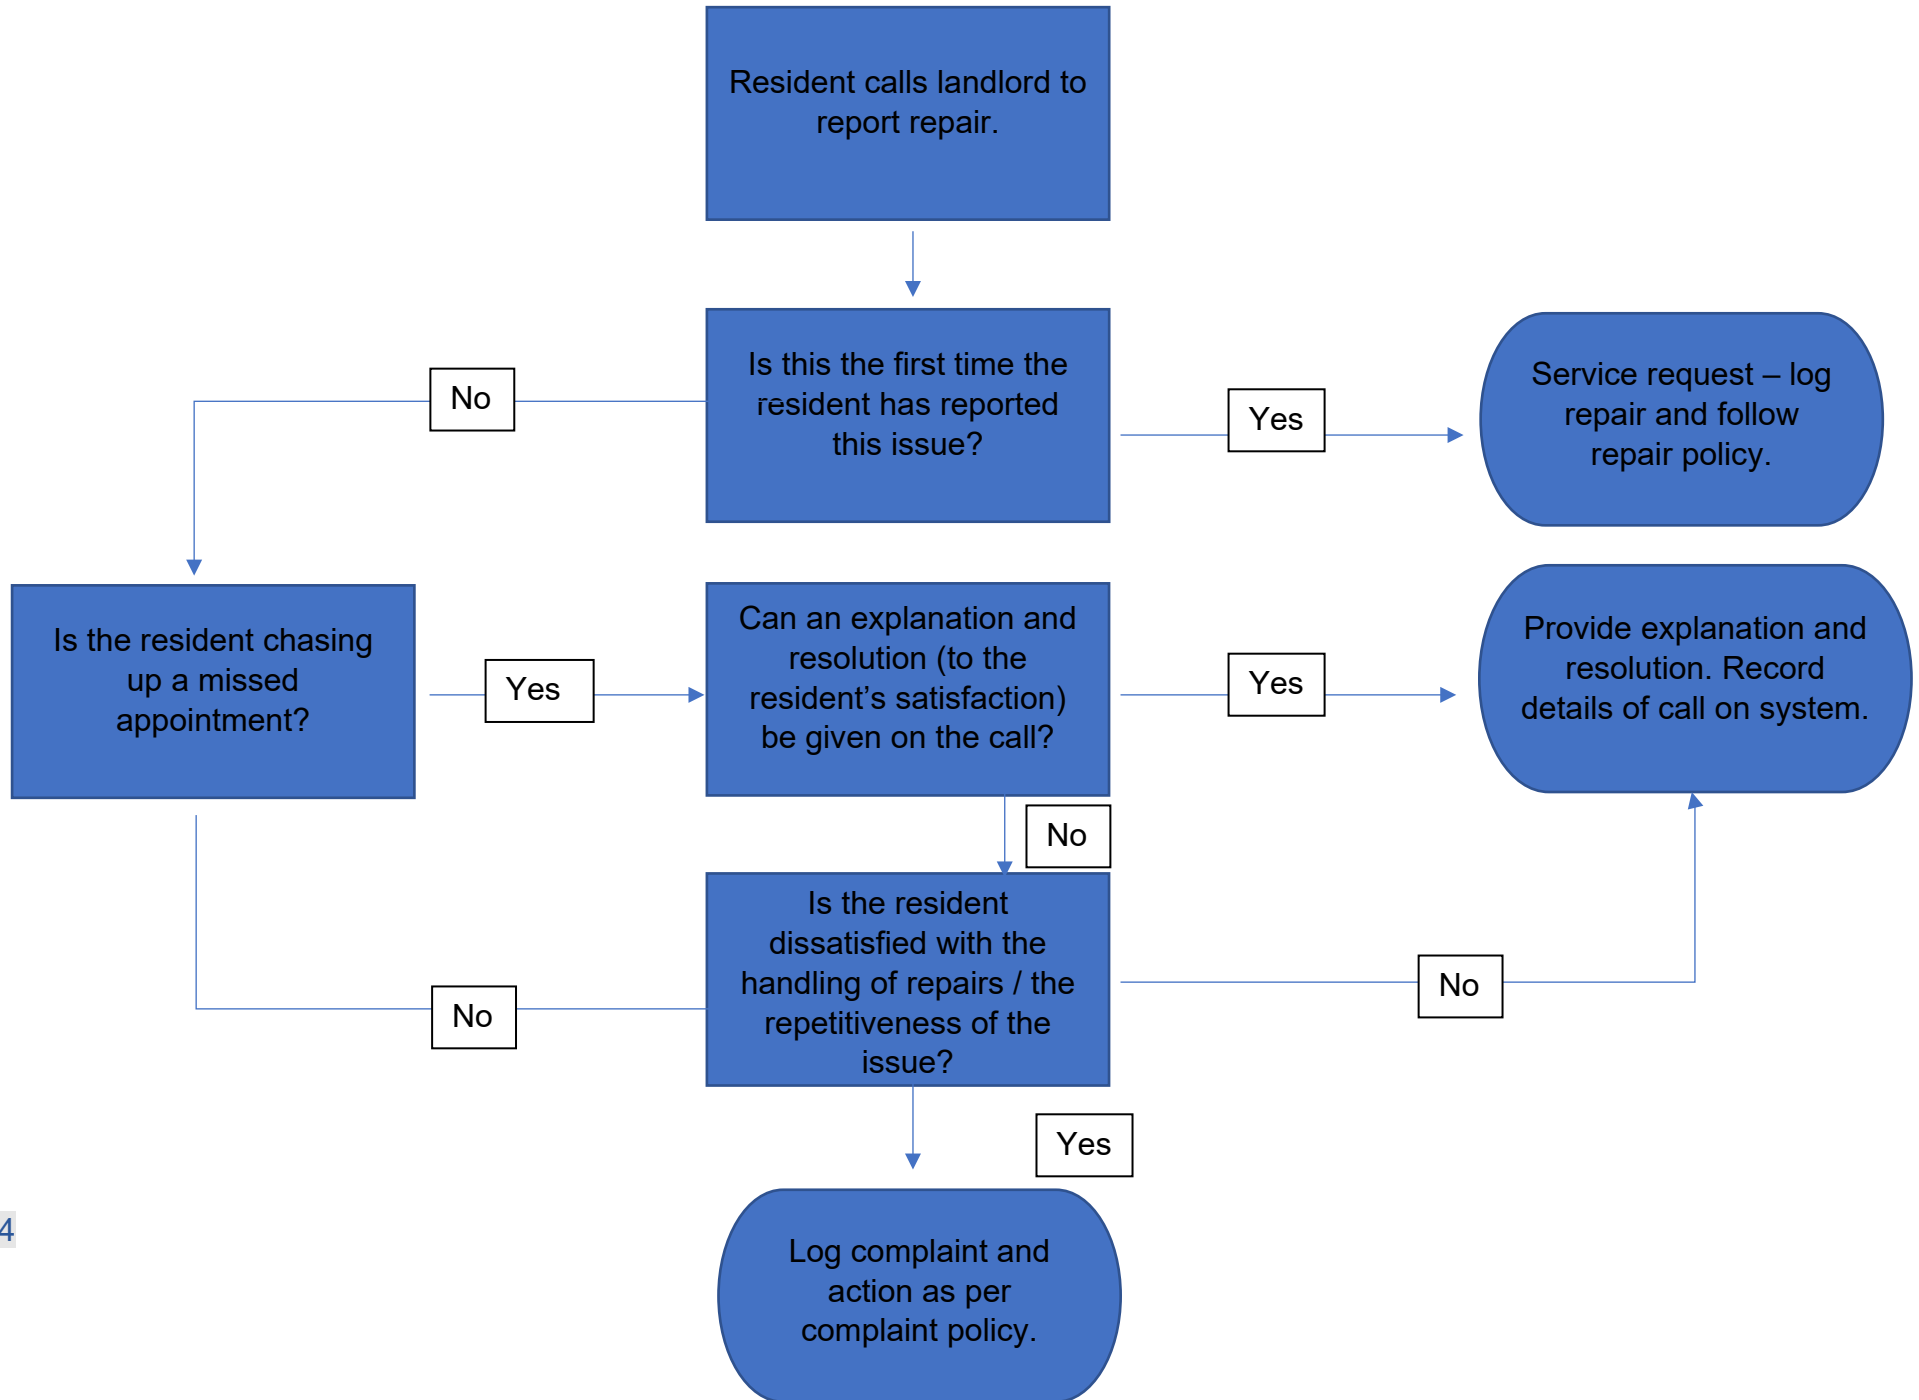 Resident calls landlord to
report repair.
Is this the first time the
resident has reported
this issue?
No
Yes
Service request – log
repair and follow
repair policy.
Is the resident chasing
up a missed
appointment?
Yes
Can an explanation and
resolution (to the
resident’s satisfaction)
be given on the call?
Yes
Provide explanation and
resolution. Record
details of call on system.
No
Is the resident
dissatisfied with the
handling of repairs / the
repetitiveness of the
issue?
No
No
Yes
4
Log complaint and
action as per
complaint policy.